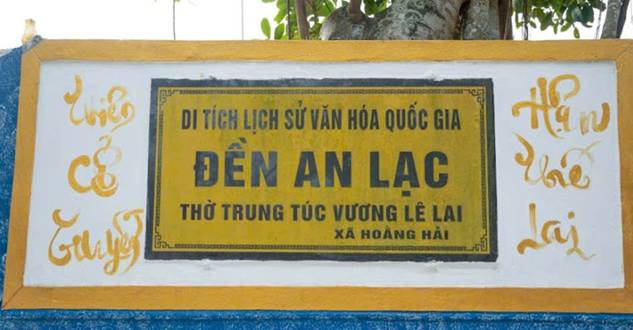 Thiên
Cổ
Truyền
DI TÍCH LỊCH SỬ VĂN HÓA QUỐC GIA
ĐỀN AN LẠC
THỜ TRUNG TÚC VƯƠNG LÊ LAI
XÃ HOẰNG HẢI
Hậu
Thế
Lai